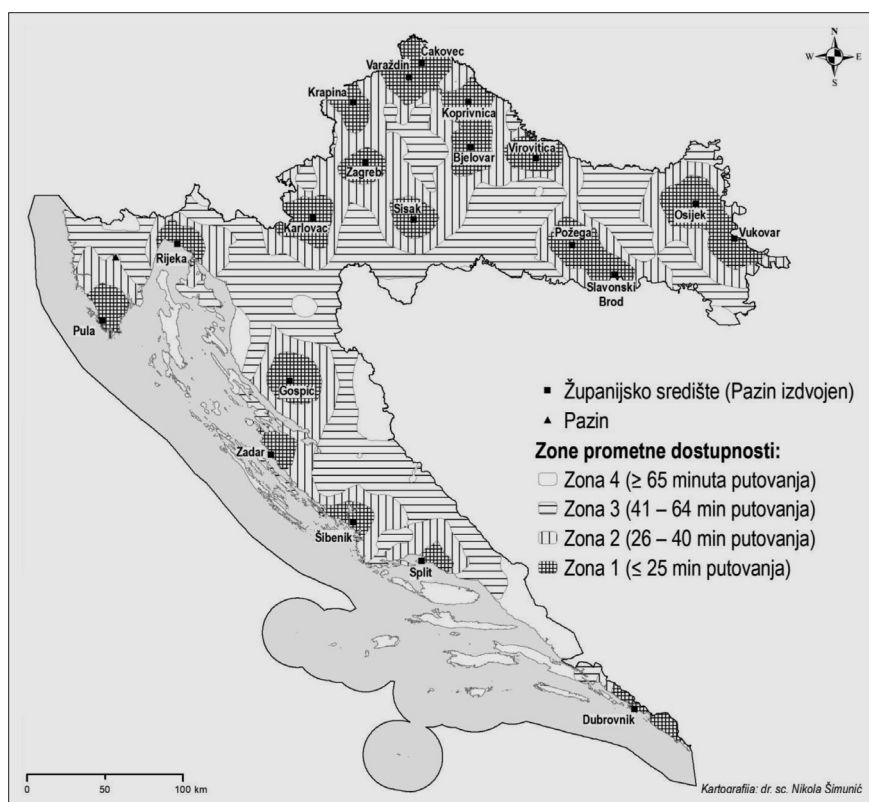 N
W E
S
Čakovec
Varaždin
Krapina
Koprivnica
Bjelovar
Virovitica
Zagreb
Sisak
Karlovac
Osijek
Požega
Vukovar
Rijeka
Slavonski
Brod
Pula
Gospić
Zadar
Šibenik
Split
Dubrovnik
Županijsko središte (Pazin izdvojen)
Pazin
Zone prometne dostupnosti:
Zona 4 (≥ 65 minuta putovanja)
Zona 3 (41 – 64 min putovanja)
Zona 2 (26 – 40 min putovanja)
Zona 1 (≤ 25 min putovanja)
0 50 100 km
Kartografija: dr. sc. Nikola Šimunić